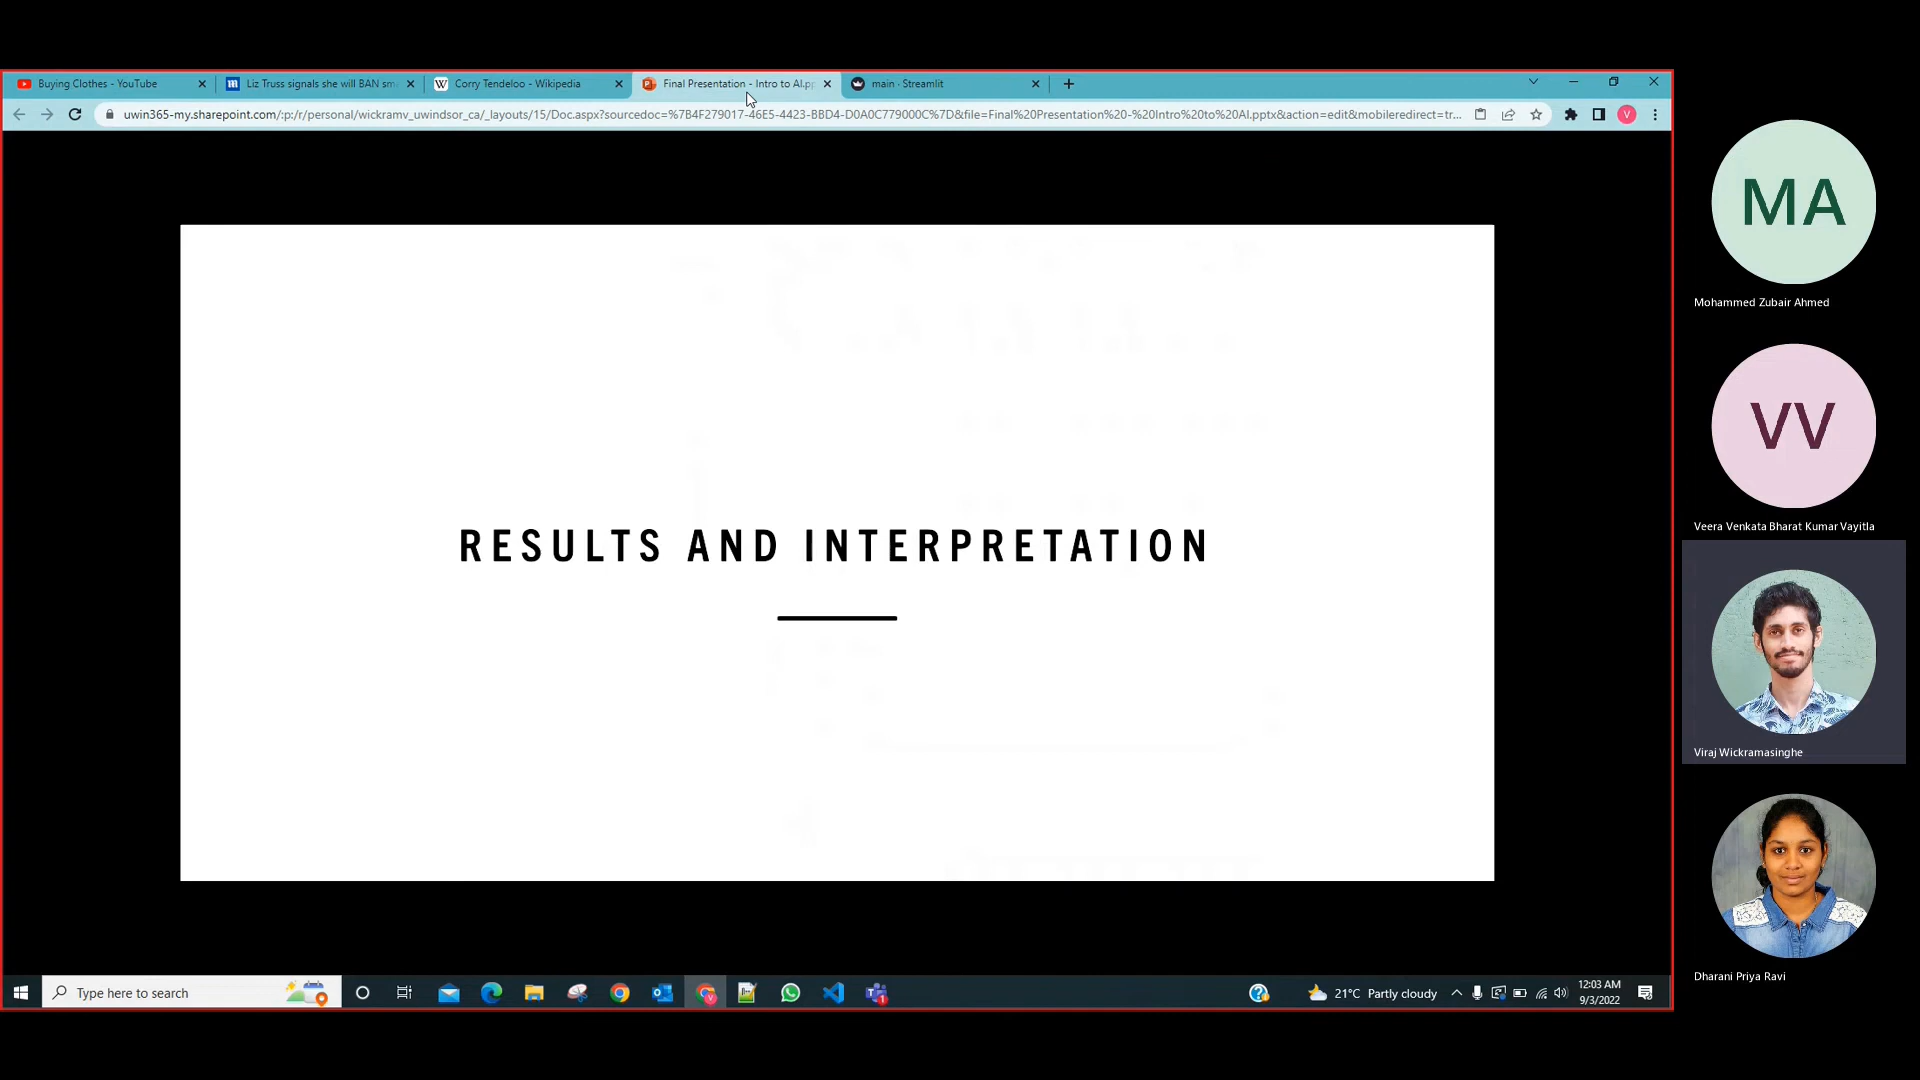 Buying Clothes - YouTube
Liz Truss signals she will BAN sm
Corry Tendeloo - Wikipedia
Final Presentation - Intro to AI.pp
main · Streamlit
uwin365-my.sharepoint.com/:p:/r/personal/wickramv_uwindsor_ca/_layouts/15/Doc.aspx?sourcedoc=%7B4F279017-46E5-4423-BBD4-D0A0C779000C%7D&file=Final%20Presentation%20-%20Intro%20to%20AI.pptx&action=edit&mobileredirect=tr...
V
RESULTS AND INTERPRETATION
MA
Mohammed Zubair Ahmed
VV
Veera Venkata Bharat Kumar Vayitla
Viraj Wickramasinghe
Dharani Priya Ravi
Type here to search
21°C Partly cloudy
12:03 AM
9/3/2022